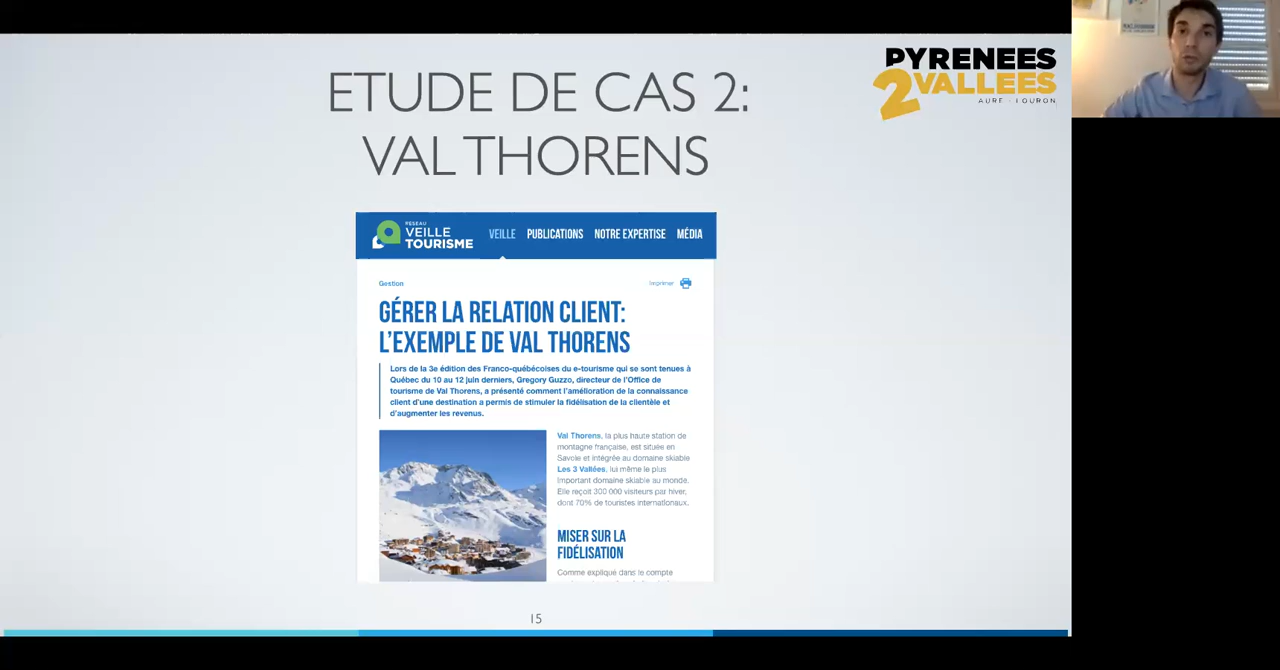 ETUDE DE CAS 2:
VAL THORENS
PYRENEES
2VALLEES
AURE - LOURON
RÉSEAU
VEILLE
TOURISME
VEILLE PUBLICATIONS NOTRE EXPERTISE MÉDIA
Gestion
Imprimer
GÉRER LA RELATION CLIENT:
L'EXEMPLE DE VAL THORENS
Lors de la 3e édition des Franco-québécoises du e-tourisme qui se sont tenues à
Québec du 10 au 12 juin derniers, Gregory Guzzo, directeur de l'Office de
tourisme de Val Thorens, a présenté comment l'amélioration de la connaissance
client d'une destination a permis de stimuler la fidélisation de la clientèle et
d'augmenter les revenus.
Val Thorens, la plus haute station de
montagne française, est située en
Savoie et intégrée au domaine skiable
Les 3 Vallées, lui même le plus
important domaine skiable au monde.
Elle reçoit 300 000 visiteurs par hiver,
dont 70% de touristes internationaux.
MISER SUR LA
FIDÉLISATION
Comme expliqué dans le compte
15